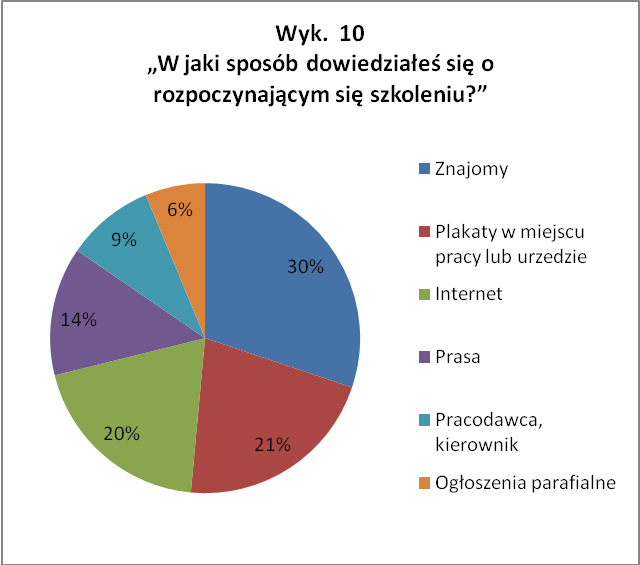 Wyk.  10
„W jaki sposób dowiedziałeś się o
rozpoczynającym się szkoleniu?”
30%
21%
20%
14%
9%
6%
Znajomy
Plakaty w miejscu
pracy lub urzedzie
Internet
Prasa
Pracodawca,
kierownik
Ogłoszenia parafialne